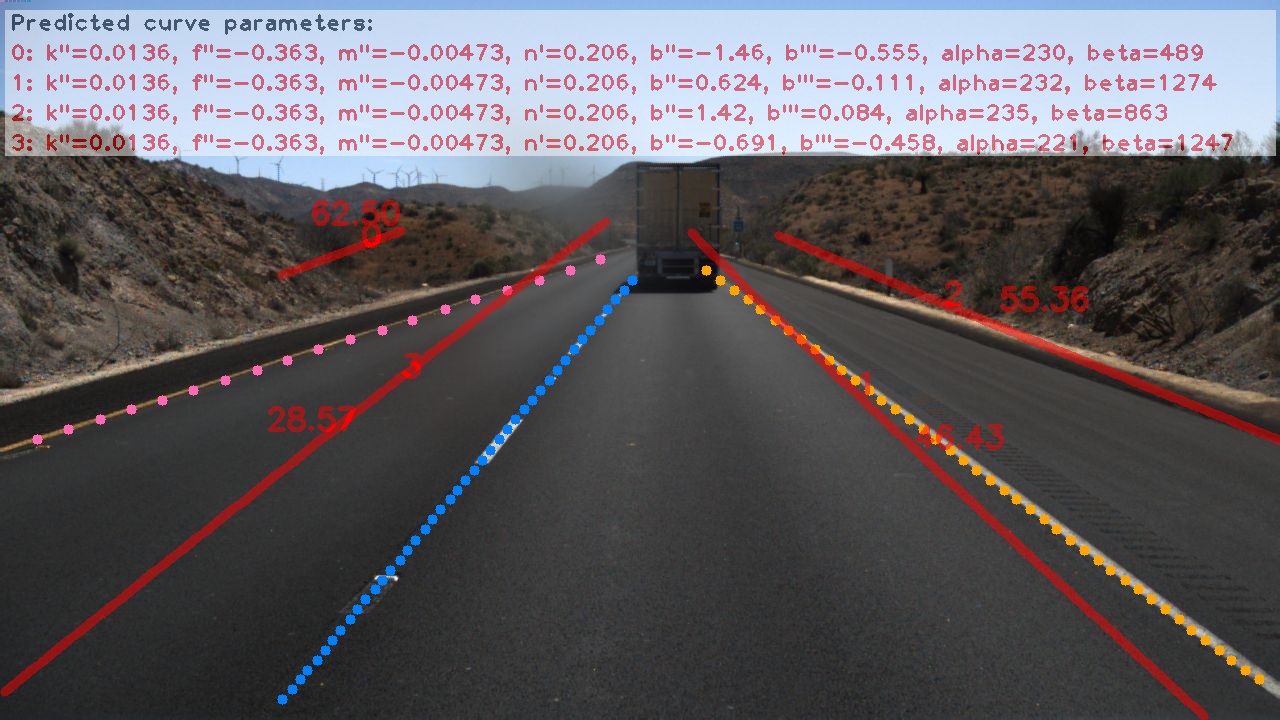 Predicted curve parameters:
0: k''=0.0136, f''=−0.363, m''=−0.00473, n'=0.206, b''=−1.46, b'''=−0.555, alpha=230, beta=489
1: k''=0.0136, f''=−0.363, m''=−0.00473, n'=0.206, b''=0.624, b'''=−0.111, alpha=232, beta=1274
2: k''=0.0136, f''=−0.363, m''=−0.00473, n'=0.206, b''=1.42, b'''=0.084, alpha=235, beta=863
3: k''=0.0136, f''=−0.363, m''=−0.00473, n'=0.206, b''=−0.691, b'''=−0.458, alpha=221, beta=1247
62.50
0
2 55.36
3
1
28.57